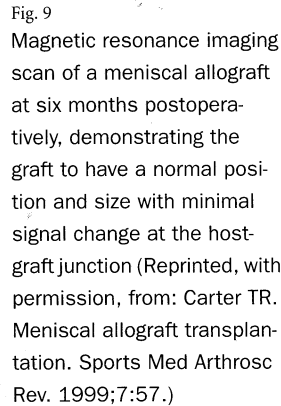 Fig. 9
Magnetic resonance imaging
scan of a meniscal allograft
at six months postopera-
tively, demonstrating the
graft to have a normal posi-
tion and size with minimal
signal change at the host-
graft junction (Reprinted, with
permission, from: Carter TR.
Meniscal allograft transplan-
tation. Sports Med Arthrosc
Rev. 1999;7:57.)